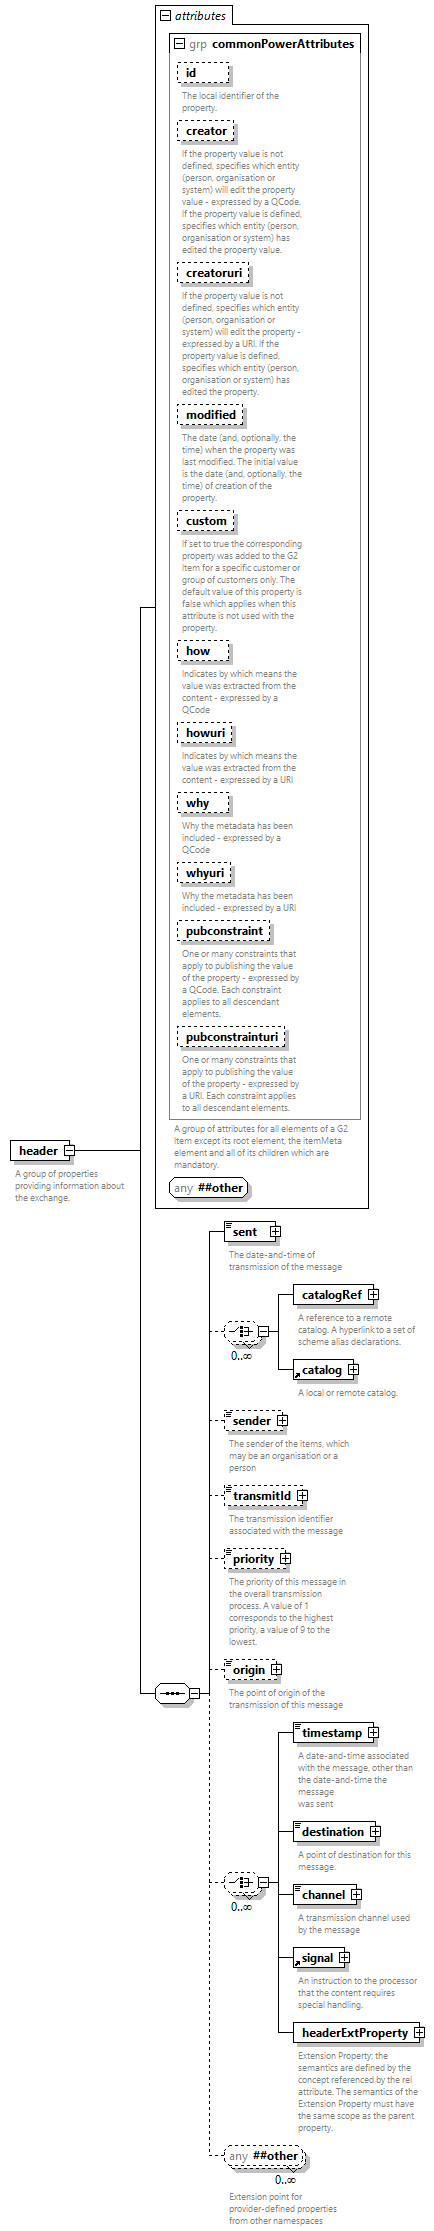 attributes
grp commonPowerAttributes
id
The local identifier of the
property.
creator
If the property value is not
defined, specifies which entity
(person, organisation or
system) will edit the property
value - expressed by a QCode.
If the property value is defined,
specifies which entity (person,
organisation or system) has
edited the property value.
creatoruri
If the property value is not
defined, specifies which entity
(person, organisation or
system) will edit the property -
expressed by a URI. If the
property value is defined,
specifies which entity (person,
organisation or system) has
edited the property.
modified
The date (and, optionally, the
time) when the property was
last modified. The initial value
is the date (and, optionally, the
time) of creation of the
property.
custom
If set to true the corresponding
property was added to the G2
Item for a specific customer or
group of customers only. The
default value of this property is
false which applies when this
attribute is not used with the
property.
how
Indicates by which means the
value was extracted from the
content - expressed by a
QCode
howuri
Indicates by which means the
value was extracted from the
content - expressed by a URI
why
Why the metadata has been
included - expressed by a
QCode
whyuri
Why the metadata has been
included - expressed by a URI
pubconstraint
One or many constraints that
apply to publishing the value
of the property - expressed by
a QCode. Each constraint
applies to all descendant
elements.
pubconstrainturi
One or many constraints that
apply to publishing the value
of the property - expressed by
a URI. Each constraint applies
to all descendant elements.
A group of attributes for all elements of a G2
Item except its root element, the itemMeta
element and all of its children which are
mandatory.
any ##other
header
A group of properties
providing information about
the exchange.
sent
The date-and-time of
transmission of the message
0..∞
catalogRef
A reference to a remote
catalog. A hyperlink to a set of
scheme alias declarations.
catalog
A local or remote catalog.
sender
The sender of the items, which
may be an organisation or a
person
transmitId
The transmission identifier
associated with the message
priority
The priority of this message in
the overall transmission
process. A value of 1
corresponds to the highest
priority, a value of 9 to the
lowest.
origin
The point of origin of the
transmission of this message
0..∞
timestamp
A date-and-time associated
with the message, other than
the date-and-time the
message
was sent
destination
A point of destination for this
message.
channel
A transmission channel used
by the message
signal
An instruction to the processor
that the content requires
special handling.
headerExtProperty
Extension Property; the
semantics are defined by the
concept referenced by the rel
attribute. The semantics of the
Extension Property must have
the same scope as the parent
property.
any ##other
0..∞
Extension point for
provider-defined properties
from other namespaces